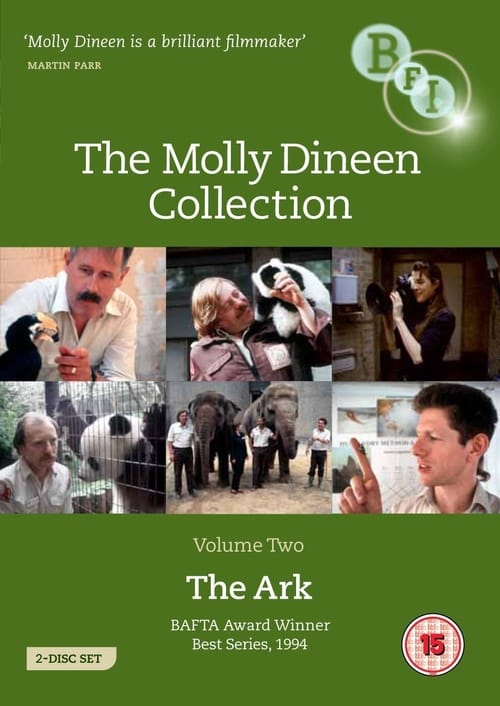 ‘Molly Dineen is a brilliant filmmaker’
MARTIN PARR
BFI
The Molly Dineen
Collection
Volume Two
The Ark
BAFTA Award Winner
Best Series, 1994
2-DISC SET
15